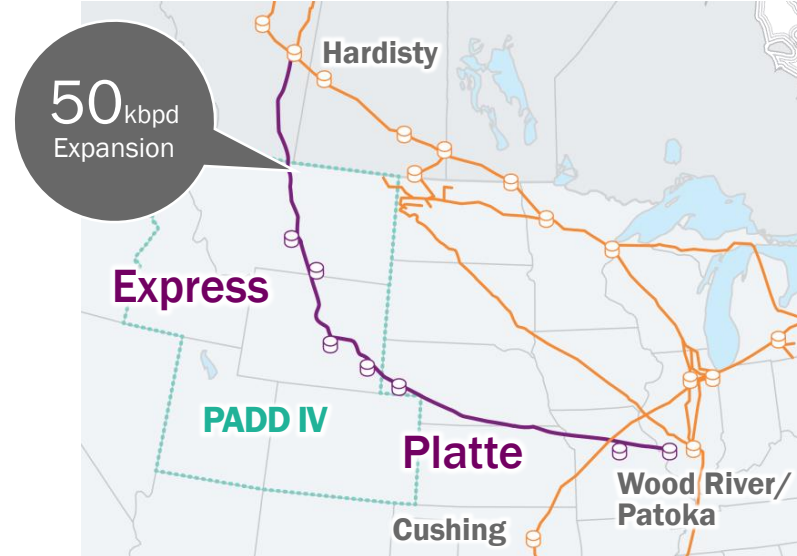 Hardisty
50kbpd
Expansion
Express
PADD IV
Platte
Wood River/
Patoka
Cushing